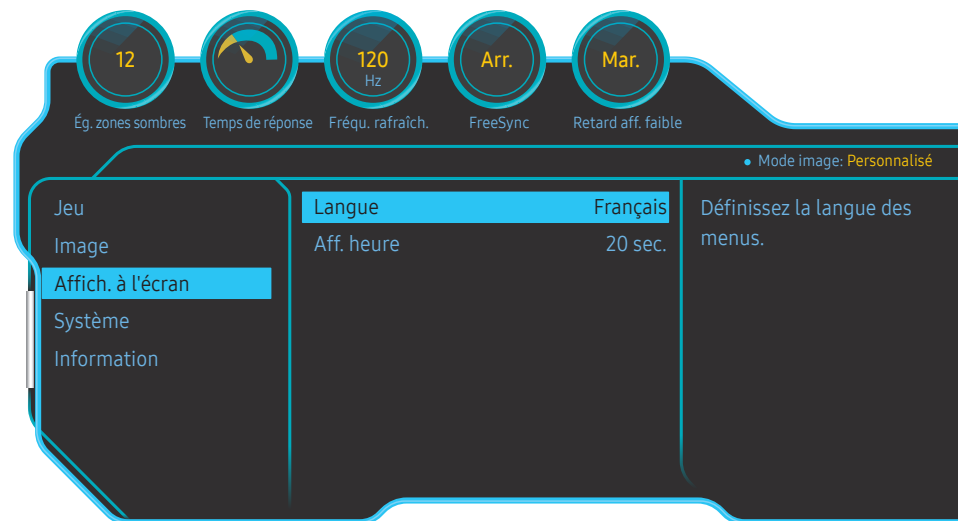 12
120
Hz
Arr.
Mar.
Ég. zones sombres
Temps de réponse
Fréqu. rafraîch.
FreeSync
Retard aff. faible
• Mode image: Personnalisé
Jeu
Image
Affich. à l'écran
Système
Information
Langue Français
Aff. heure 20 sec.
Définissez la langue des
menus.